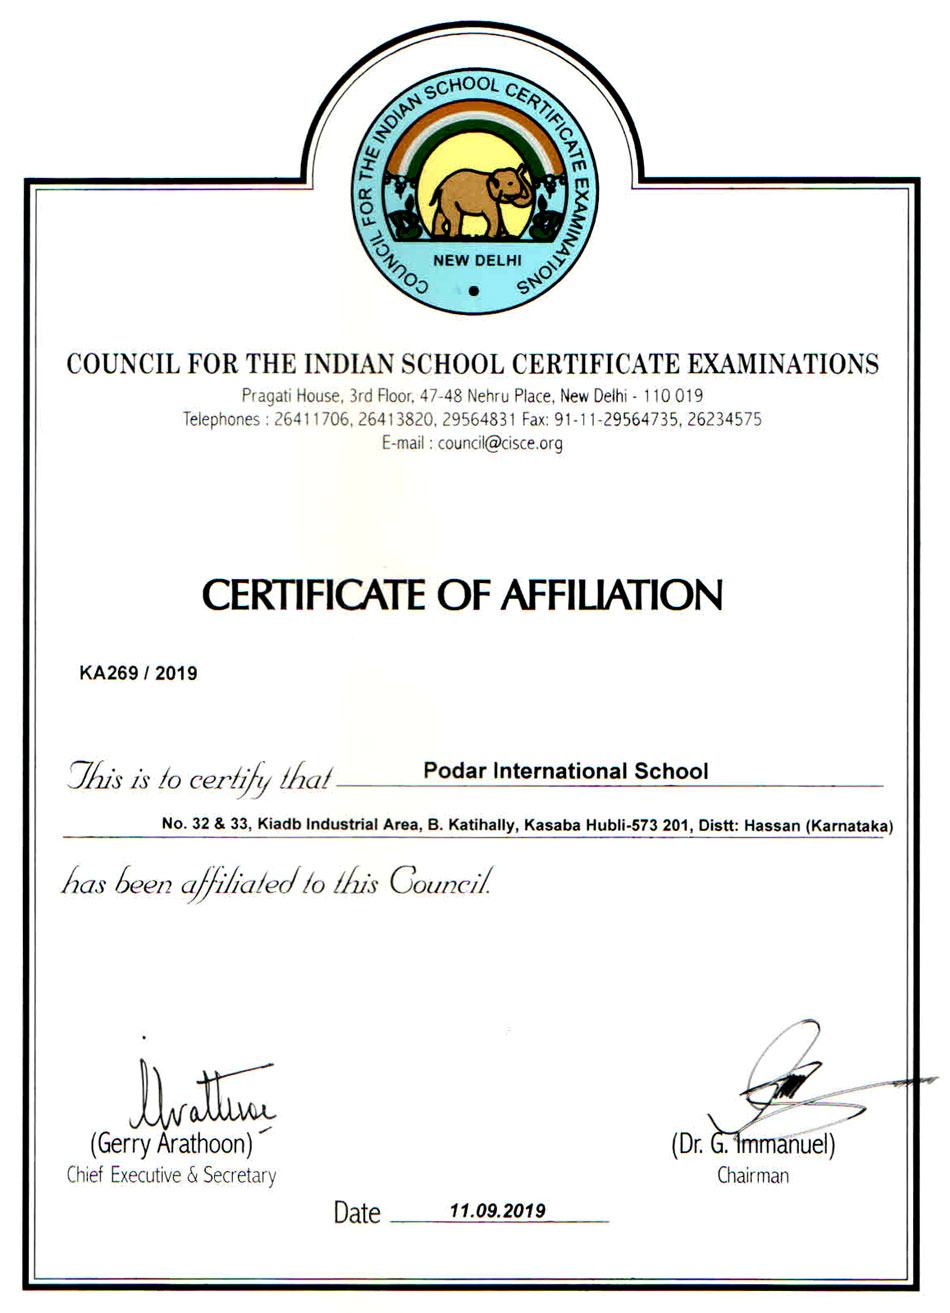 COUNCIL FOR THE INDIAN SCHOOL CERTIFICATE EXAMINATIONS
NEW DELHI
COUNCIL FOR THE INDIAN SCHOOL CERTIFICATE EXAMINATIONS
Pragati House, 3rd Floor, 47-48 Nehru Place, New Delhi - 110 019
Telephones : 26411706, 26413820, 29564831 Fax: 91-11-29564735, 26234575
E-mail : council@cisce.org
CERTIFICATE OF AFFILIATION
KA269 / 2019
This is to certify that Podar International School
No. 32 & 33, Kiadb Industrial Area, B. Katihally, Kasaba Hubli-573 201, Distt: Hassan (Karnataka)
has been affiliated to this Council.
(Gerry Arathoon)
Chief Executive & Secretary
(Dr. G. Immanuel)
Chairman
Date 11.09.2019